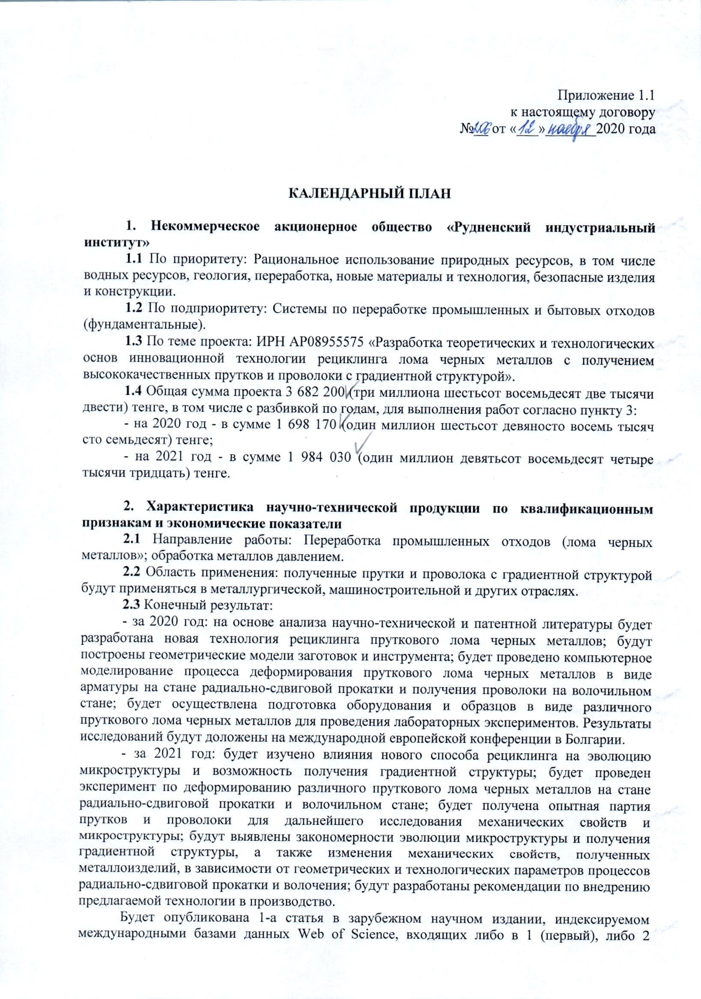 Приложение 1.1
к настоящему договору
№206 от «12» ноября 2020 года
КАЛЕНДАРНЫЙ ПЛАН
1. Некоммерческое акционерное общество «Рудненский индустриальный
институт»
1.1 По приоритету: Рациональное использование природных ресурсов, в том числе
водных ресурсов, геология, переработка, новые материалы и технология, безопасные изделия
и конструкции.
1.2 По подприоритету: Системы по переработке промышленных и бытовых отходов
(фундаментальные).
1.3 По теме проекта: ИРН АР08955575 «Разработка теоретических и технологических
основ инновационной технологии рециклинга лома черных металлов с получением
высококачественных прутков и проволоки с градиентной структурой».
1.4 Общая сумма проекта 3 682 200 (три миллиона шестьсот восемьдесят две тысячи
двести) тенге, в том числе с разбивкой по годам, для выполнения работ согласно пункту 3:
- на 2020 год - в сумме 1 698 170 (один миллион шестьсот девяносто восемь тысяч
сто семьдесят) тенге;
- на 2021 год - в сумме 1 984 030 (один миллион девятьсот восемьдесят четыре
тысячи тридцать) тенге.
2. Характеристика научно-технической продукции по квалификационным
признакам и экономические показатели
2.1 Направление работы: Переработка промышленных отходов (лома черных
металлов»; обработка металлов давлением.
2.2 Область применения: полученные прутки и проволока с градиентной структурой
будут применяться в металлургической, машиностроительной и других отраслях.
2.3 Конечный результат:
- за 2020 год: на основе анализа научно-технической и патентной литературы будет
разработана новая технология рециклинга пруткового лома черных металлов; будут
построены геометрические модели заготовок и инструмента; будет проведено компьютерное
моделирование процесса деформирования пруткового лома черных металлов в виде
арматуры на стане радиально-сдвиговой прокатки и получения проволоки на волочильном
стане; будет осуществлена подготовка оборудования и образцов в виде различного
пруткового лома черных металлов для проведения лабораторных экспериментов. Результаты
исследований будут доложены на международной европейской конференции в Болгарии.
- за 2021 год: будет изучено влияния нового способа рециклинга на эволюцию
микроструктуры и возможность получения градиентной структуры; будет проведен
эксперимент по деформированию различного пруткового лома черных металлов на стане
радиально-сдвиговой прокатки и волочильном стане; будет получена опытная партия
прутков и проволоки для дальнейшего исследования механических свойств и
микроструктуры; будут выявлены закономерности эволюции микроструктуры и получения
градиентной структуры, а также изменения механических свойств, полученных
металлоизделий, в зависимости от геометрических и технологических параметров процессов
радиально-сдвиговой прокатки и волочения; будут разработаны рекомендации по внедрению
предлагаемой технологии в производство.
Будет опубликована 1-а статья в зарубежном научном издании, индексируемом
международными базами данных Web of Science, входящих либо в 1 (первый), либо 2